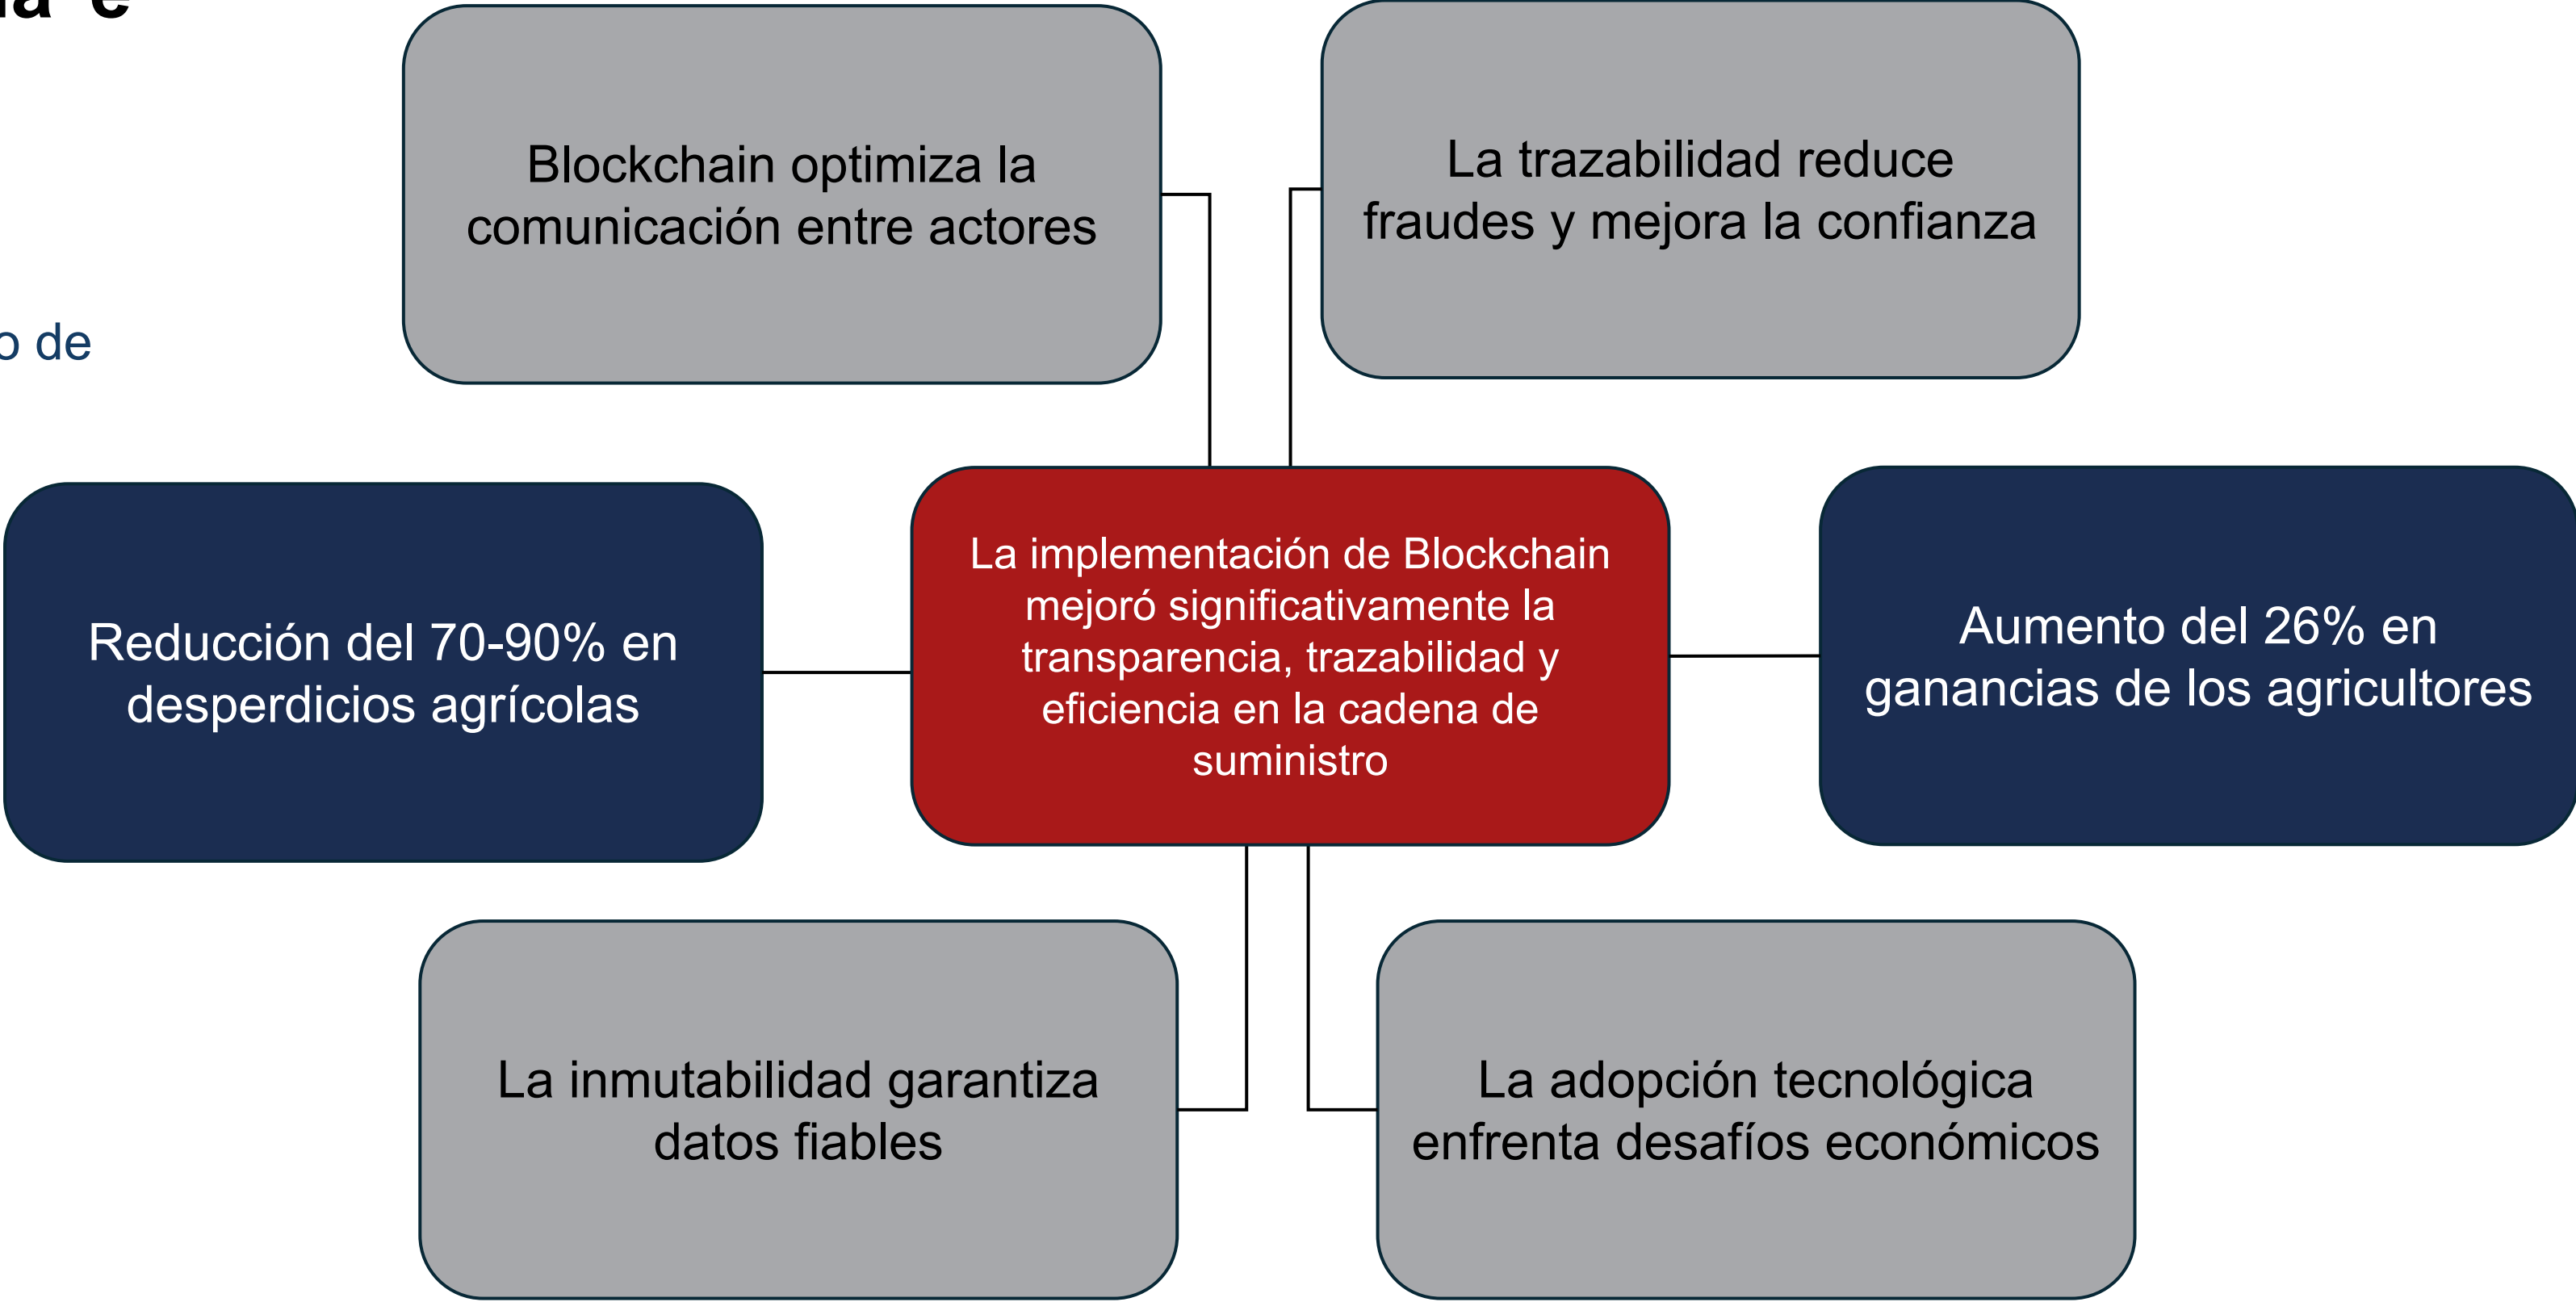 e
Blockchain optimiza la
comunicación entre actores
La trazabilidad reduce
fraudes y mejora la confianza
de
Reducción del 70-90% en
desperdicios agrícolas
La implementación de Blockchain
mejoró significativamente la
transparencia, trazabilidad y
eficiencia en la cadena de
suministro
Aumento del 26% en
ganancias de los agricultores
La inmutabilidad garantiza
datos fiables
La adopción tecnológica
enfrenta desafíos económicos